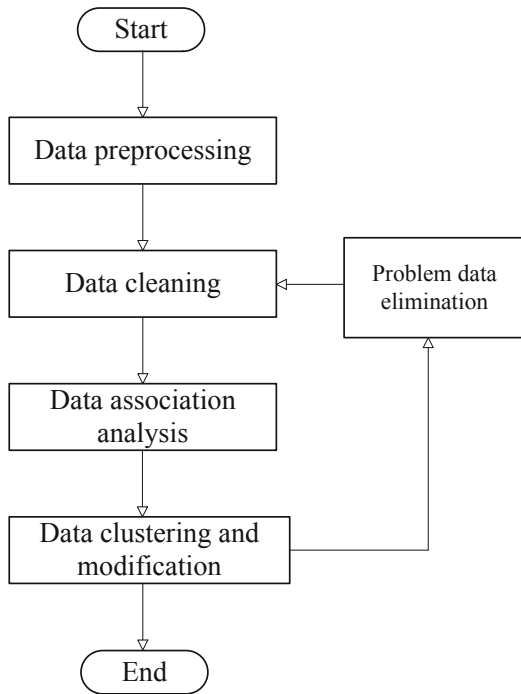 Start
Data preprocessing
Data cleaning
Problem data
elimination
Data association
analysis
Data clustering and
modification
End